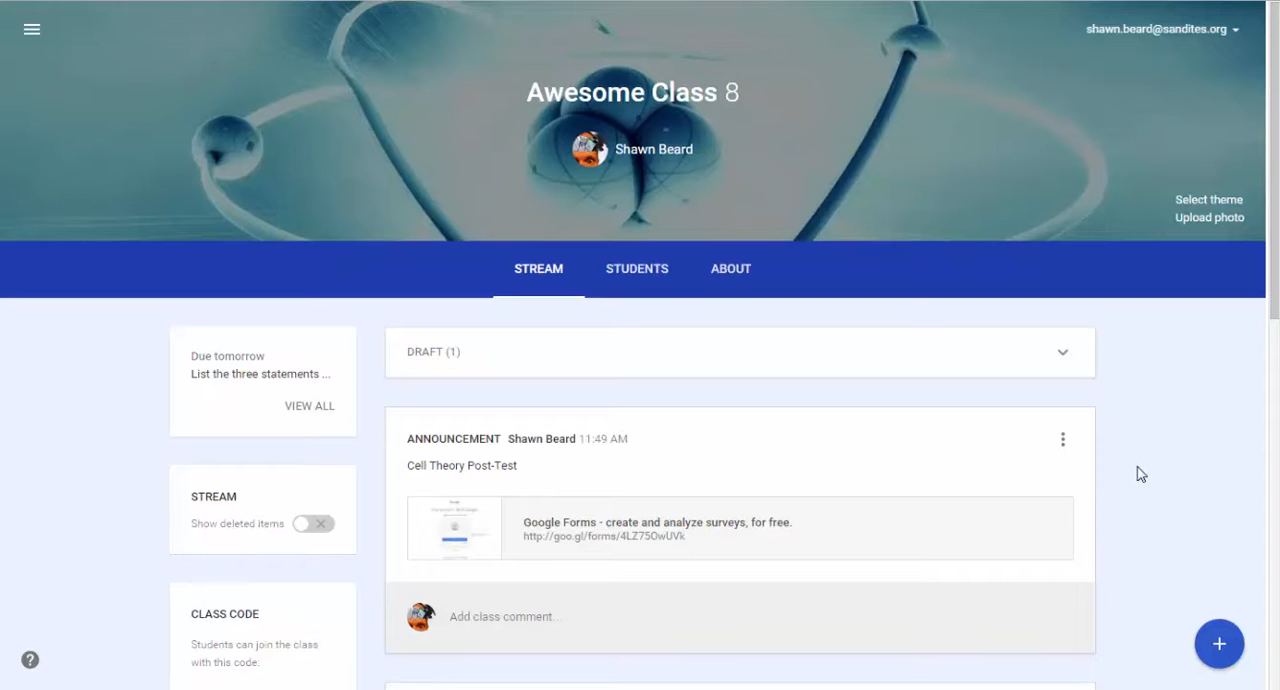 shawn.beard@sandites.org
Awesome Class 8
Shawn Beard
Select theme
Upload photo
STREAM STUDENTS ABOUT
Due tomorrow
List the three statements ...
VIEW ALL
DRAFT (1)
ANNOUNCEMENT Shawn Beard 11:49 AM
Cell Theory Post-Test
Google Forms - create and analyze surveys, for free.
http://goo.gl/forms/4LZ75OwUVk
Add class comment...
STREAM
Show deleted items
CLASS CODE
Students can join the class
with this code: